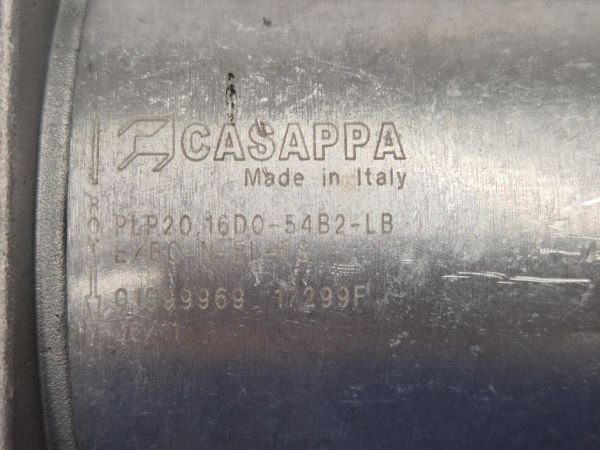 CASAPPA
Made in Italy
PLP20.16D0-54B2-LB
01999969 17299F